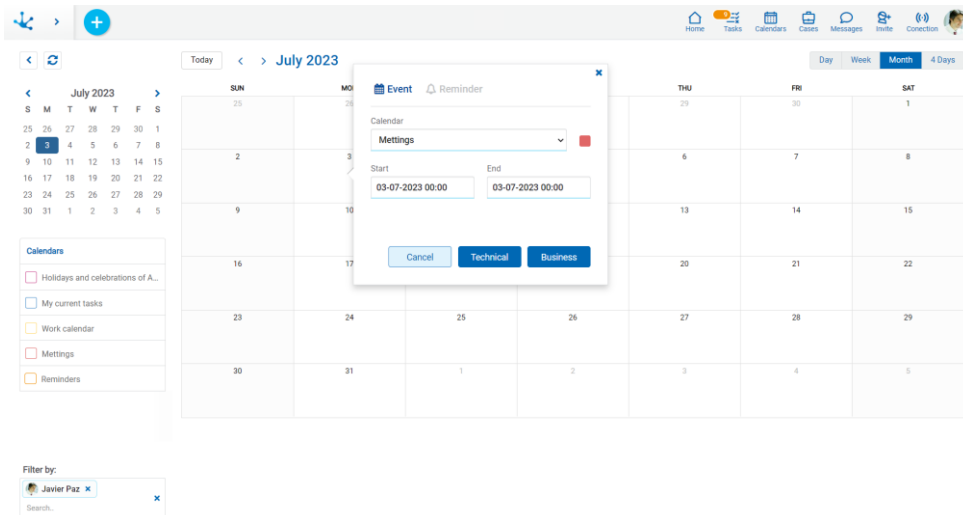 Home Tasks Calendars Cases Messages Invite Conection
Today July 2023 Day Week Month 4 Days
July 2023
S M T W T F S
25 26 27 28 29 30 1
2 3 4 5 6 7 8
9 10 11 12 13 14 15
16 17 18 19 20 21 22
23 24 25 26 27 28 29
30 31 1 2 3 4 5
Calendars
Holidays and celebrations of A...
My current tasks
Work calendar
Mettings
Reminders
Filter by:
Javier Paz
Search..
SUN MO THU FRI SAT
25 26 29 30 1
2 3 6 7 8
9 10 13 14 15
16 17 20 21 22
23 24 25 26 27 28 29
30 31 1 2 3 4 5
Event Reminder
Calendar
Mettings
Start End
03-07-2023 00:00 03-07-2023 00:00
Cancel Technical Business